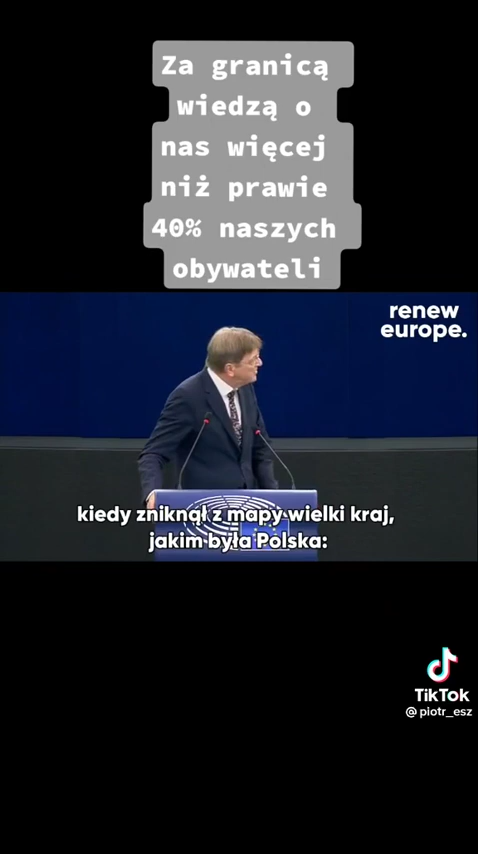 Za granicą
wiedzą o
nas więcej
niż prawie
40% naszych
obywateli
renew
europe.
kiedy zniknął z mapy wielki kraj,
jakim była Polska:
TikTok
@piotr_esz